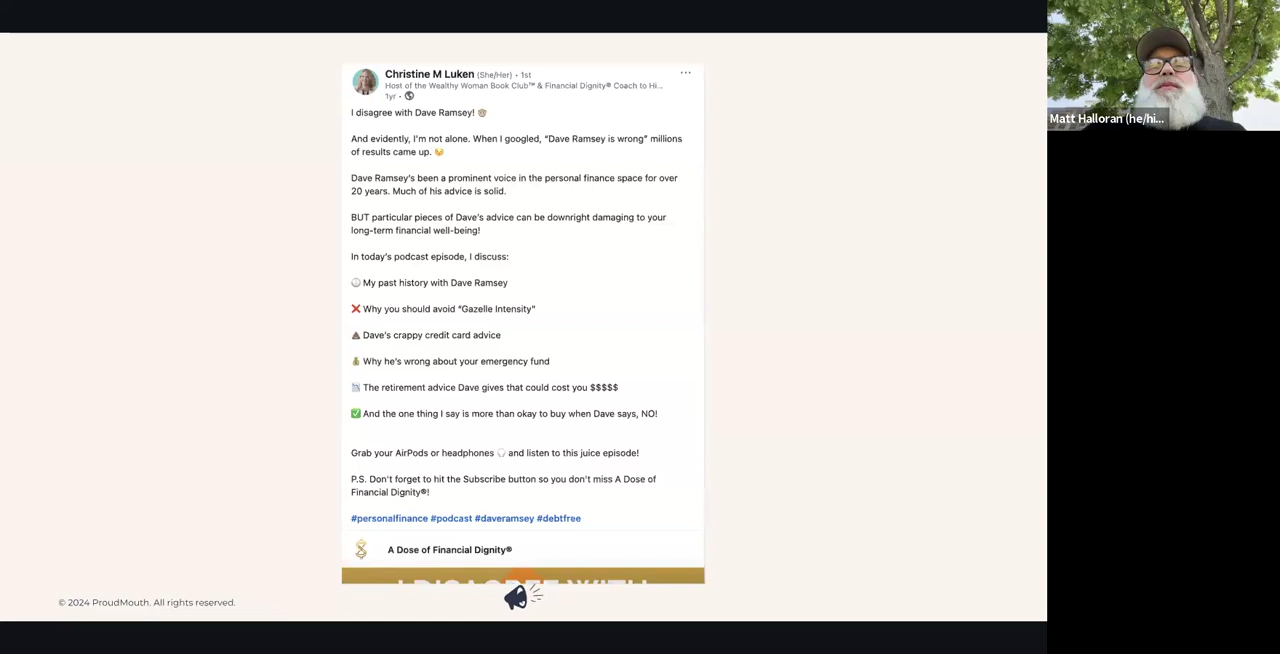 Christine M Luken (She/Her) • 1st
Host of the Wealthy Woman Book Club™ & Financial Dignity® Coach to Hi...
1yr •
I disagree with Dave Ramsey! 🙊
And evidently, I'm not alone. When I googled, “Dave Ramsey is wrong” millions
of results came up. 😉
Dave Ramsey's been a prominent voice in the personal finance space for over
20 years. Much of his advice is solid.
BUT particular pieces of Dave's advice can be downright damaging to your
long-term financial well-being!
In today's podcast episode, I discuss:
My past history with Dave Ramsey
❌ Why you should avoid “Gazelle Intensity”
💩 Dave's crappy credit card advice
💰 Why he's wrong about your emergency fund
📉 The retirement advice Dave gives that could cost you $$$$$
✅ And the one thing I say is more than okay to buy when Dave says, NO!
Grab your AirPods or headphones 🎧 and listen to this juice episode!
P.S. Don't forget to hit the Subscribe button so you don't miss A Dose of
Financial Dignity®!
#personalfinance #podcast #daveramsey #debtfree
A Dose of Financial Dignity®
I DISAGREE WITH
© 2024 ProudMouth. All rights reserved.
Matt Halloran (he/hi...